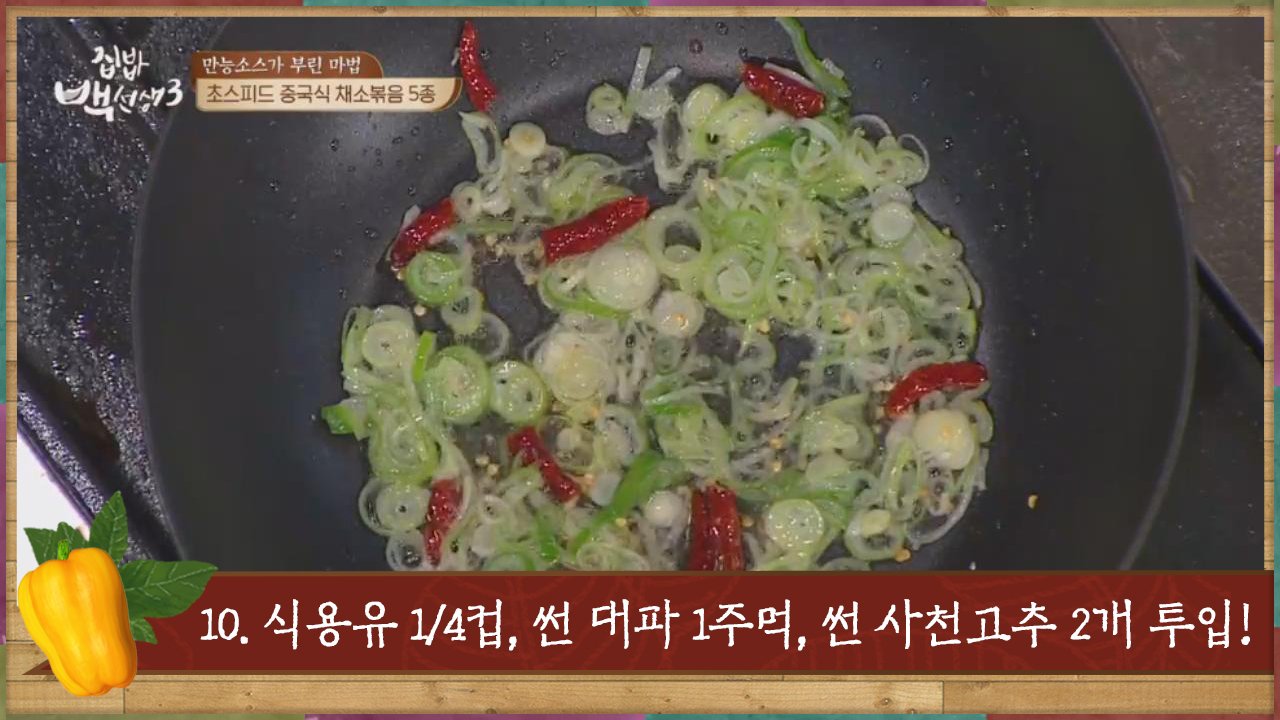 집밥
백선생3
만능소스가 부린 마법
초스피드 중국식 채소볶음 5종
10. 식용유 1/4컵, 썬 대파 1주먹, 썬 사천고추 2개 투입!